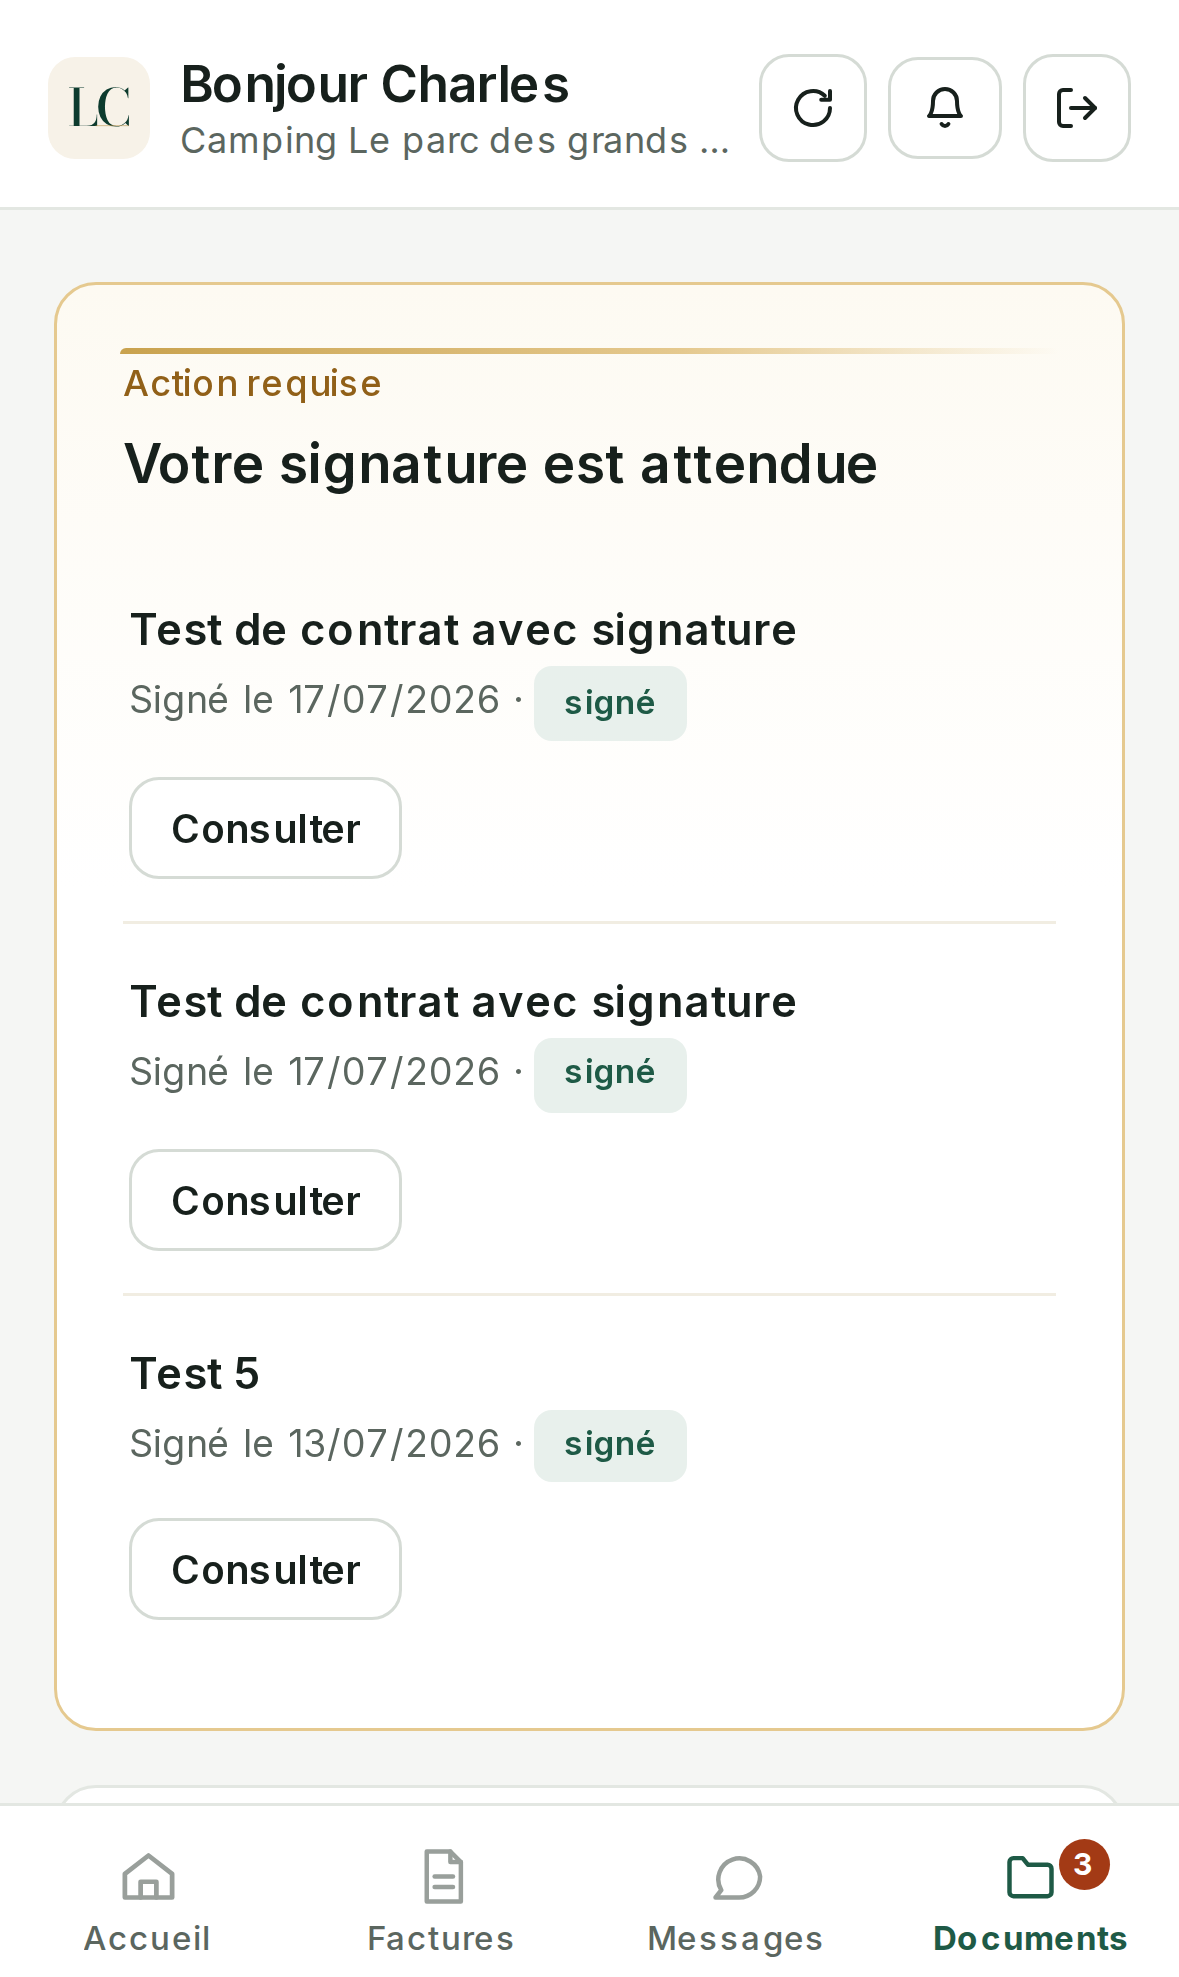 LC
Bonjour Charles
Camping Le parc des grands ...
Action requise
Votre signature est attendue
Test de contrat avec signature
Signé le 17/07/2026 · signé
Consulter
Test de contrat avec signature
Signé le 17/07/2026 · signé
Consulter
Test 5
Signé le 13/07/2026 · signé
Consulter
3
Accueil Factures Messages Documents